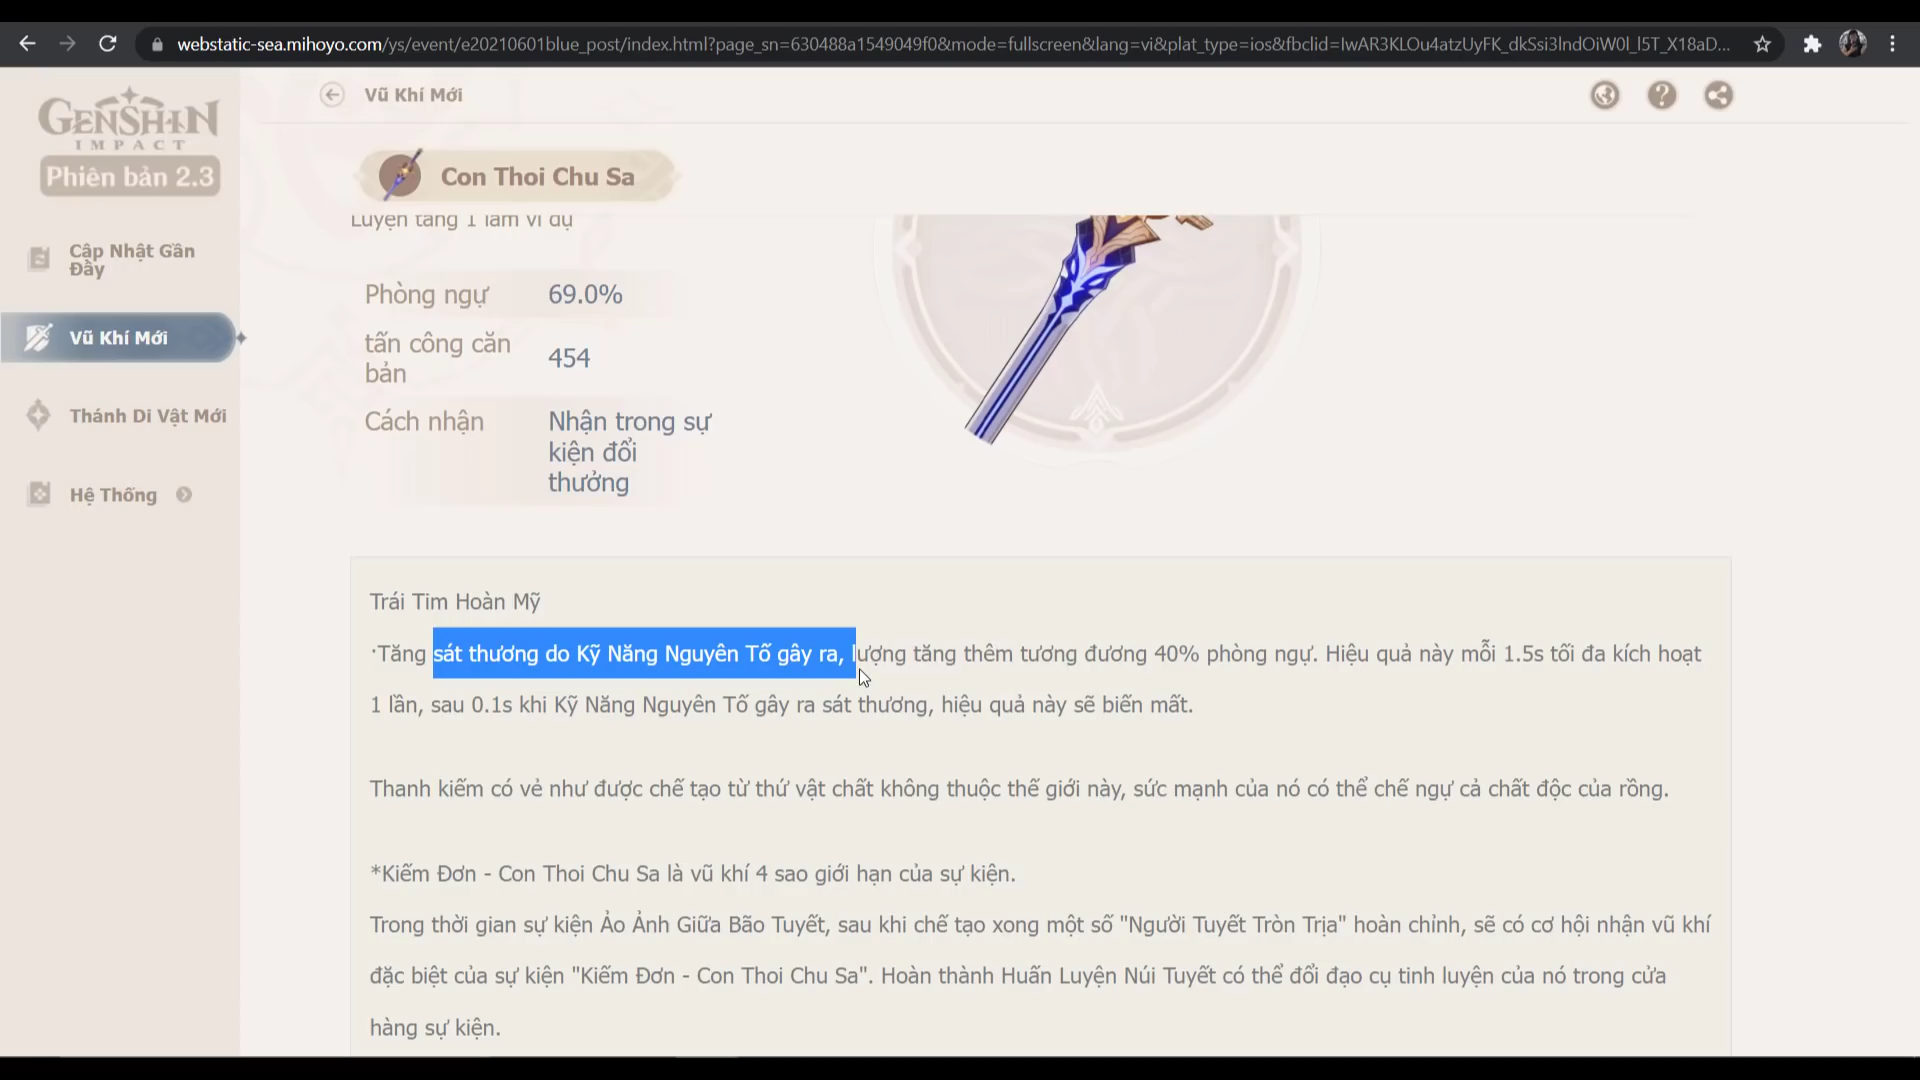 webstatic-sea.mihoyo.com/ys/event/e20210601blue_post/index.html?page_sn=630488a1549049f0&mode=fullscreen&lang=vi&plat_type=ios&fbclid=IwAR3KLOu4atzUyFK_dkSsi3lndOiW0l_l5T_X18aD...
GENSHIN
IMPACT
Phiên bản 2.3
Cập Nhật Gần
Đây
Vũ Khí Mới
Thánh Di Vật Mới
Hệ Thống
Vũ Khí Mới
Con Thoi Chu Sa
Luyện tầng 1 làm ví dụ
Phòng ngự 69.0%
tấn công căn
bản
454
Cách nhận
Nhận trong sự
kiện đổi
thưởng
Trái Tim Hoàn Mỹ
·Tăng sát thương do Kỹ Năng Nguyên Tố gây ra, lượng tăng thêm tương đương 40% phòng ngự. Hiệu quả này mỗi 1.5s tối đa kích hoạt
1 lần, sau 0.1s khi Kỹ Năng Nguyên Tố gây ra sát thương, hiệu quả này sẽ biến mất.
Thanh kiếm có vẻ như được chế tạo từ thứ vật chất không thuộc thế giới này, sức mạnh của nó có thể chế ngự cả chất độc của rồng.
*Kiếm Đơn - Con Thoi Chu Sa là vũ khí 4 sao giới hạn của sự kiện.
Trong thời gian sự kiện Ảo Ảnh Giữa Bão Tuyết, sau khi chế tạo xong một số "Người Tuyết Tròn Trịa" hoàn chỉnh, sẽ có cơ hội nhận vũ khí
đặc biệt của sự kiện "Kiếm Đơn - Con Thoi Chu Sa". Hoàn thành Huấn Luyện Núi Tuyết có thể đổi đạo cụ tinh luyện của nó trong cửa
hàng sự kiện.